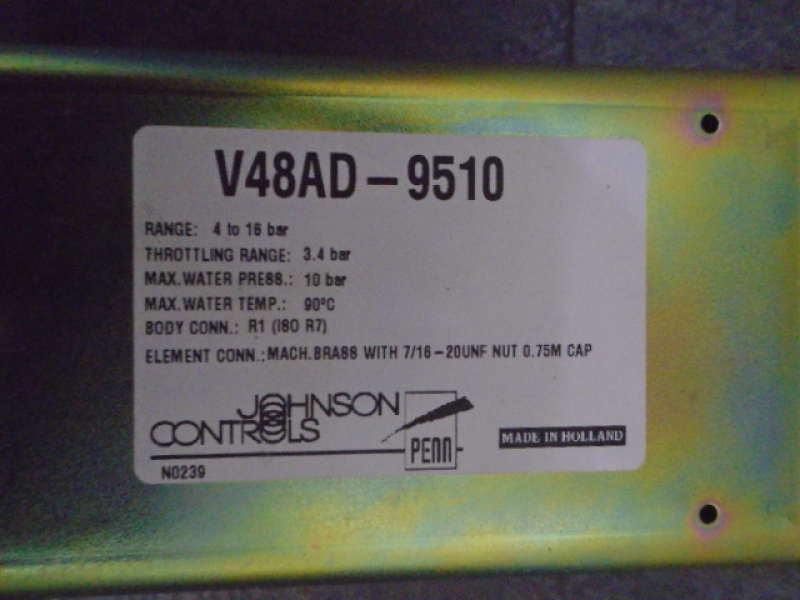 V48AD-9510
RANGE: 4 to 16 bar
THROTTLING RANGE: 3.4 bar
MAX.WATER PRESS.: 10 bar
MAX.WATER TEMP.: 90°C
BODY CONN.: R1 (ISO R7)
ELEMENT CONN.: MACH.BRASS WITH 7/16-20UNF NUT 0.75M CAP
JOHNSON
CONTROLS
PENN
MADE IN HOLLAND
N0239